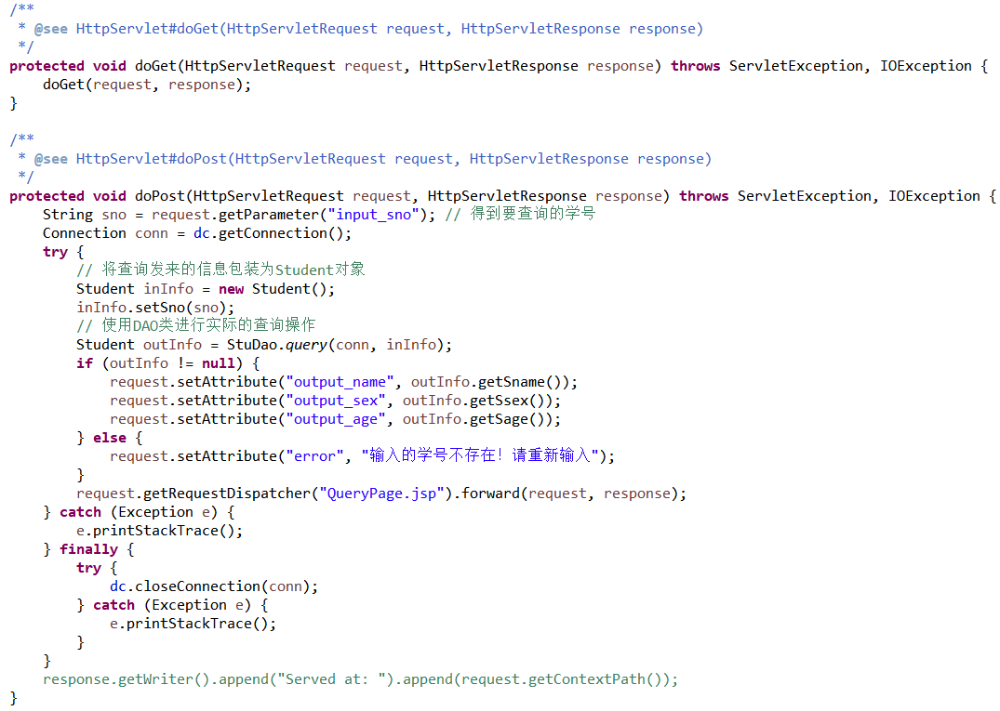 /**
 * @see HttpServlet#doGet(HttpServletRequest request, HttpServletResponse response)
 */
protected void doGet(HttpServletRequest request, HttpServletResponse response) throws ServletException, IOException {
    doGet(request, response);
}

/**
 * @see HttpServlet#doPost(HttpServletRequest request, HttpServletResponse response)
 */
protected void doPost(HttpServletRequest request, HttpServletResponse response) throws ServletException, IOException {
    String sno = request.getParameter("input_sno"); // 得到要查询的学号
    Connection conn = dc.getConnection();
    try {
        // 将查询发来的信息包装为Student对象
        Student inInfo = new Student();
        inInfo.setSno(sno);
        // 使用DAO类进行实际的查询操作
        Student outInfo = StuDao.query(conn, inInfo);
        if (outInfo != null) {
            request.setAttribute("output_name", outInfo.getSname());
            request.setAttribute("output_sex", outInfo.getSsex());
            request.setAttribute("output_age", outInfo.getSage());
        } else {
            request.setAttribute("error", "输入的学号不存在！请重新输入");
        }
        request.getRequestDispatcher("QueryPage.jsp").forward(request, response);
    } catch (Exception e) {
        e.printStackTrace();
    } finally {
        try {
            dc.closeConnection(conn);
        } catch (Exception e) {
            e.printStackTrace();
        }
    }
    response.getWriter().append("Served at: ").append(request.getContextPath());
}